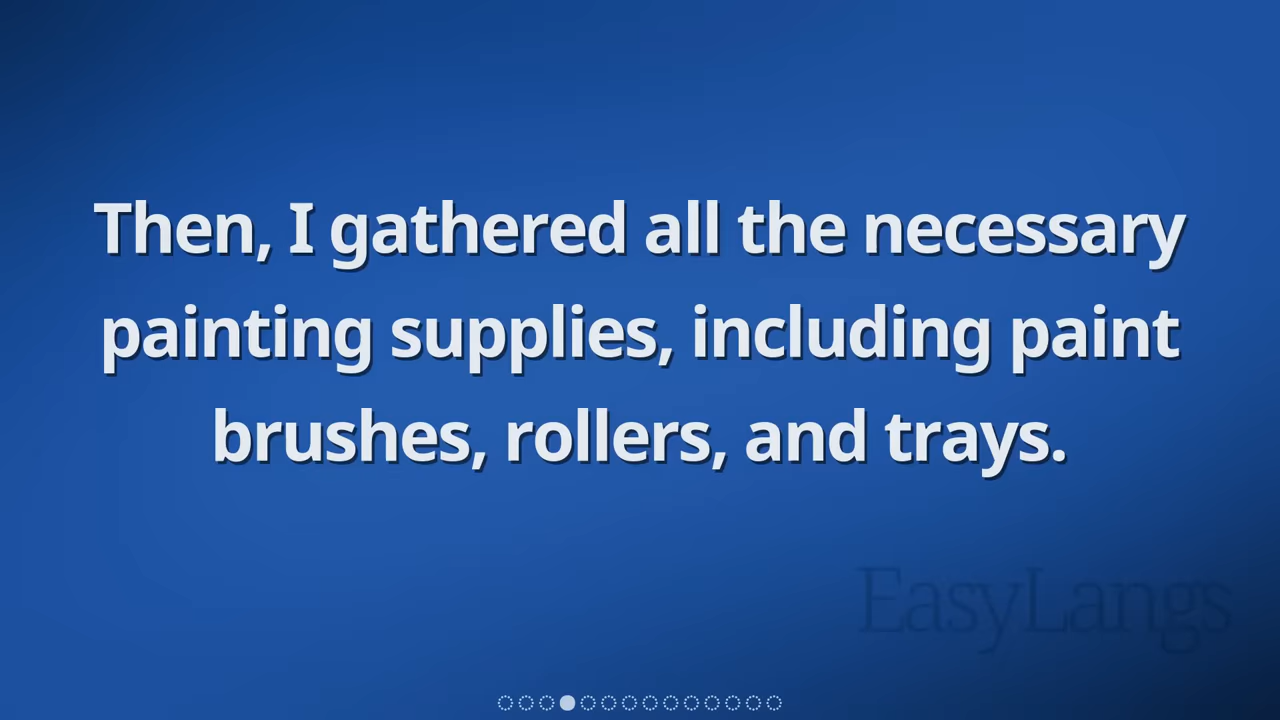 Then, I gathered all the necessary
painting supplies, including paint
brushes, rollers, and trays.
EasyLangs